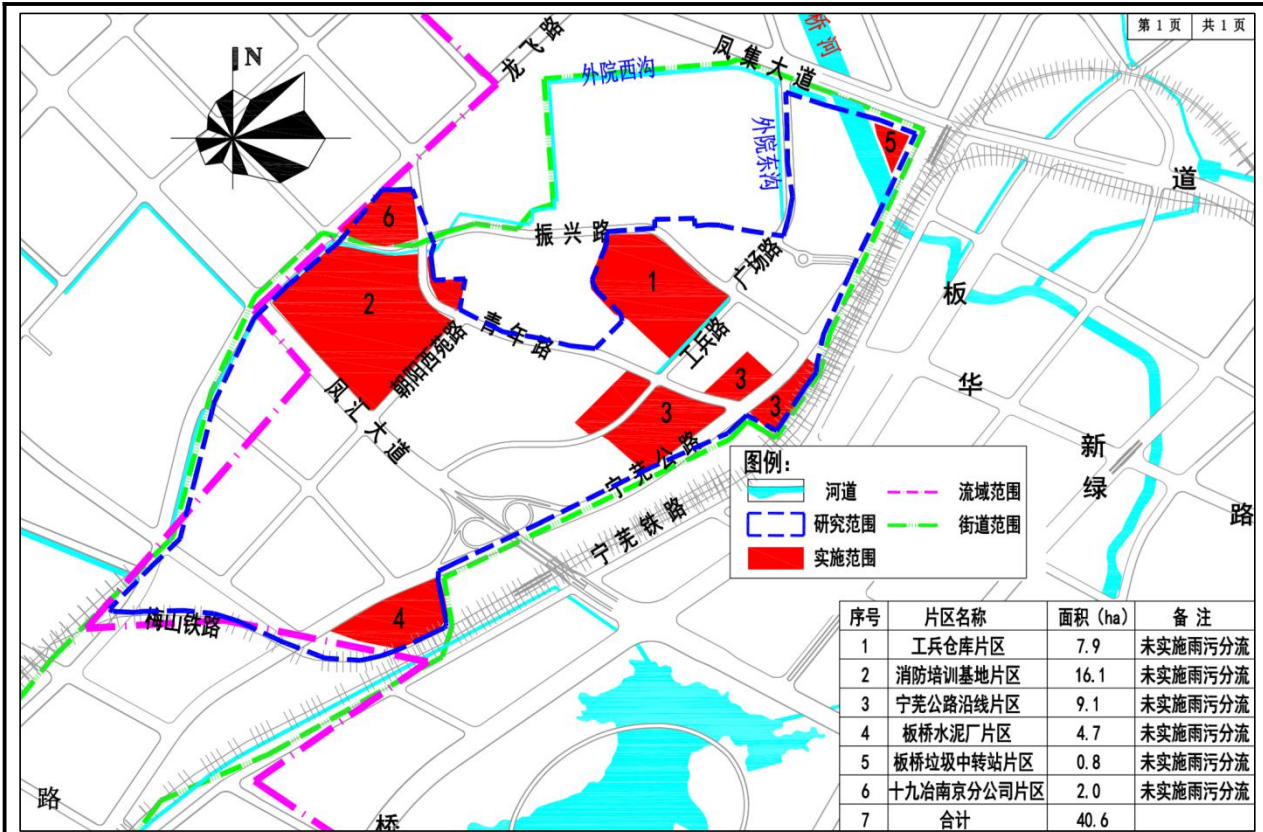 第 1 页 共 1 页
N
龙飞路
外院西沟
凤集大道
桥河
外院东沟
5
道
6
振兴路
广场路
1
2
板
青年路
工兵路
朝阳西苑路
3
华
凤汇大道
3
3
新绿
宁芜公路
路
宁芜铁路
图例:
河道 流域范围
研究范围 街道范围
实施范围
4
梅山铁路
路
桥
序号 片区名称 面积 (ha) 备 注
1 工兵仓库片区 7.9 未实施雨污分流
2 消防培训基地片区 16.1 未实施雨污分流
3 宁芜公路沿线片区 9.1 未实施雨污分流
4 板桥水泥厂片区 4.7 未实施雨污分流
5 板桥垃圾中转站片区 0.8 未实施雨污分流
6 十九冶南京分公司片区 2.0 未实施雨污分流
7 合计 40.6